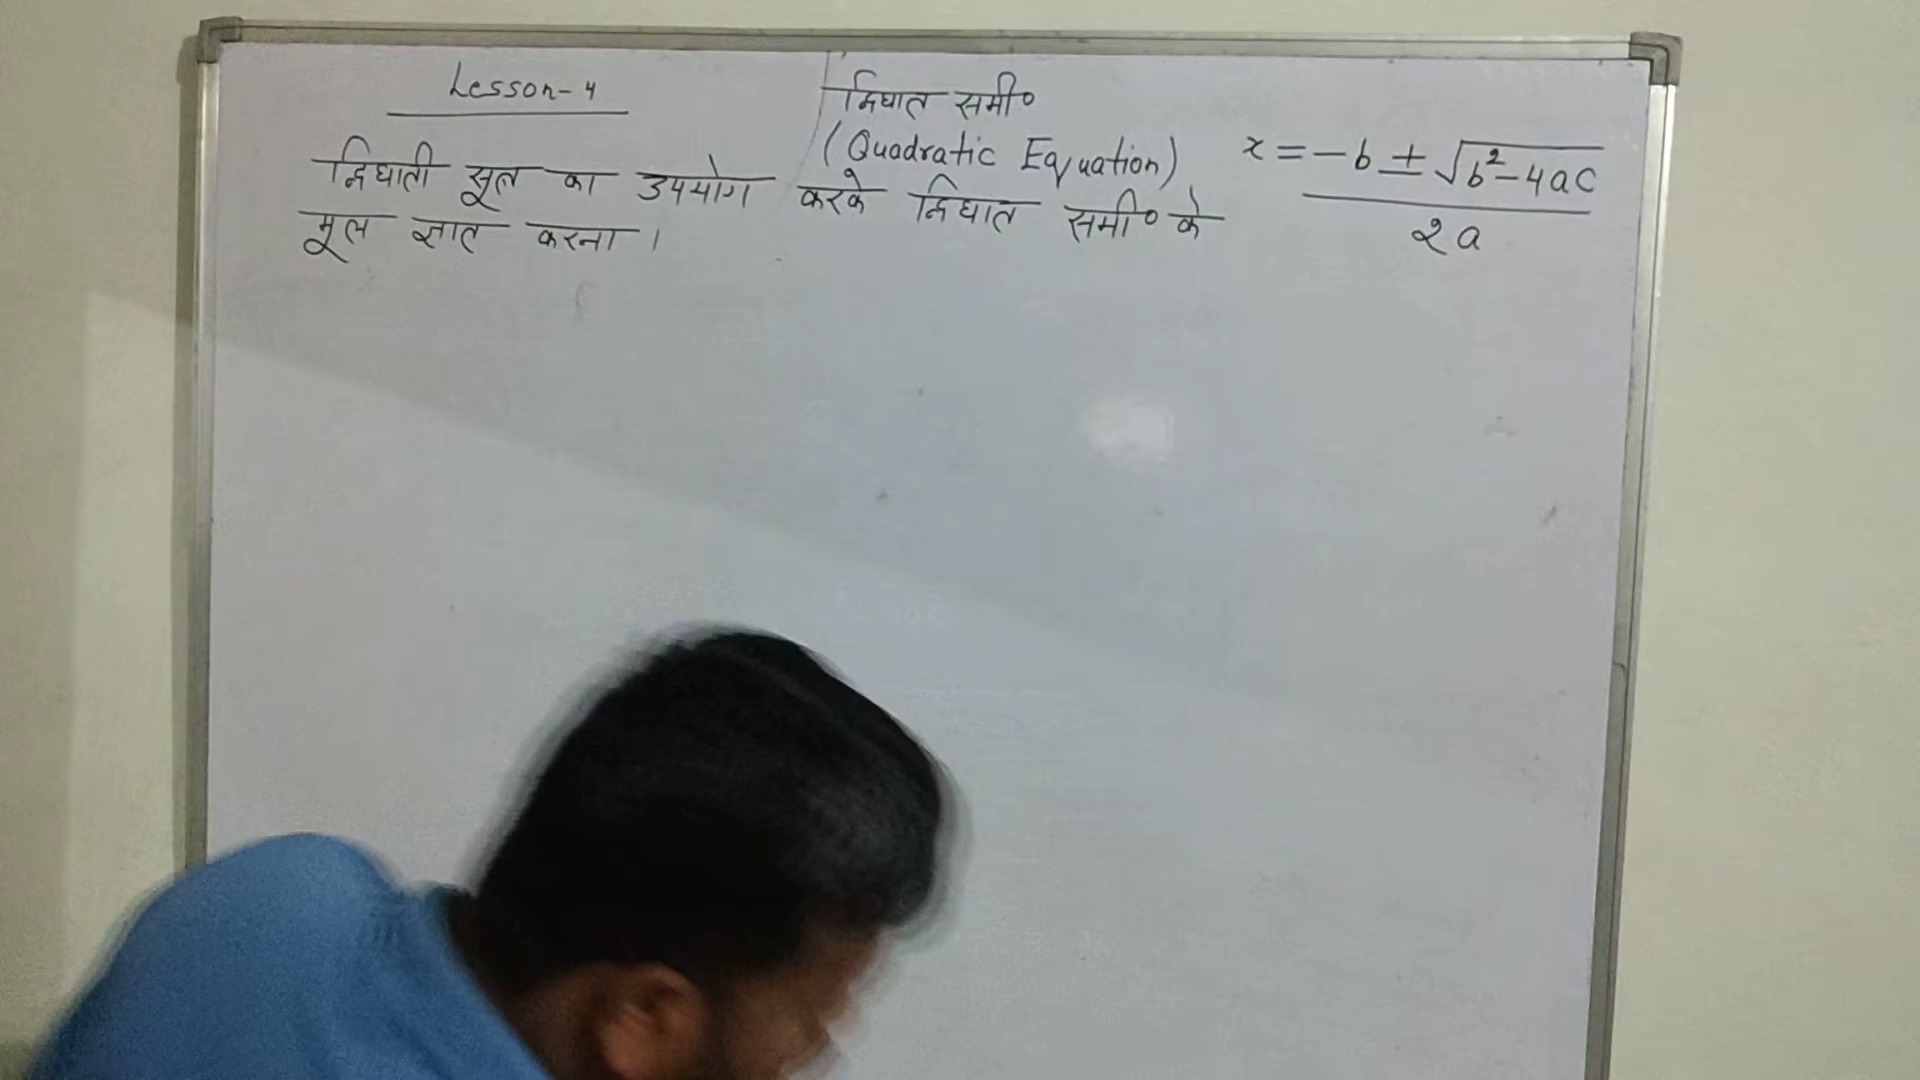 Lesson-4
द्विघात समी०
(Quadratic Equation)
द्विघाती सूत्र का उपयोग करके द्विघात समी० के
मूल ज्ञात करना ।
x = -b ± √b²-4ac
2a